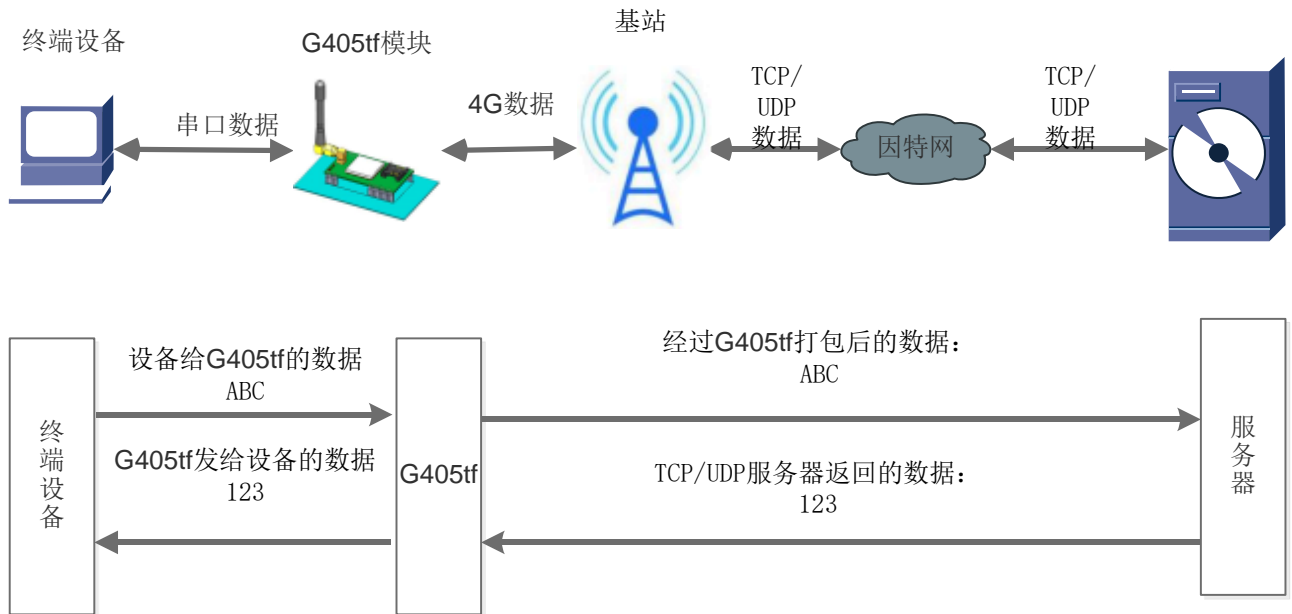 基站
终端设备
G405tf模块
串口数据
4G数据
TCP/
UDP
数据
因特网
TCP/
UDP
数据
终端设备
设备给G405tf的数据
ABC
G405tf发给设备的数据
123
G405tf
经过G405tf打包后的数据：
ABC
TCP/UDP服务器返回的数据：
123
服务器